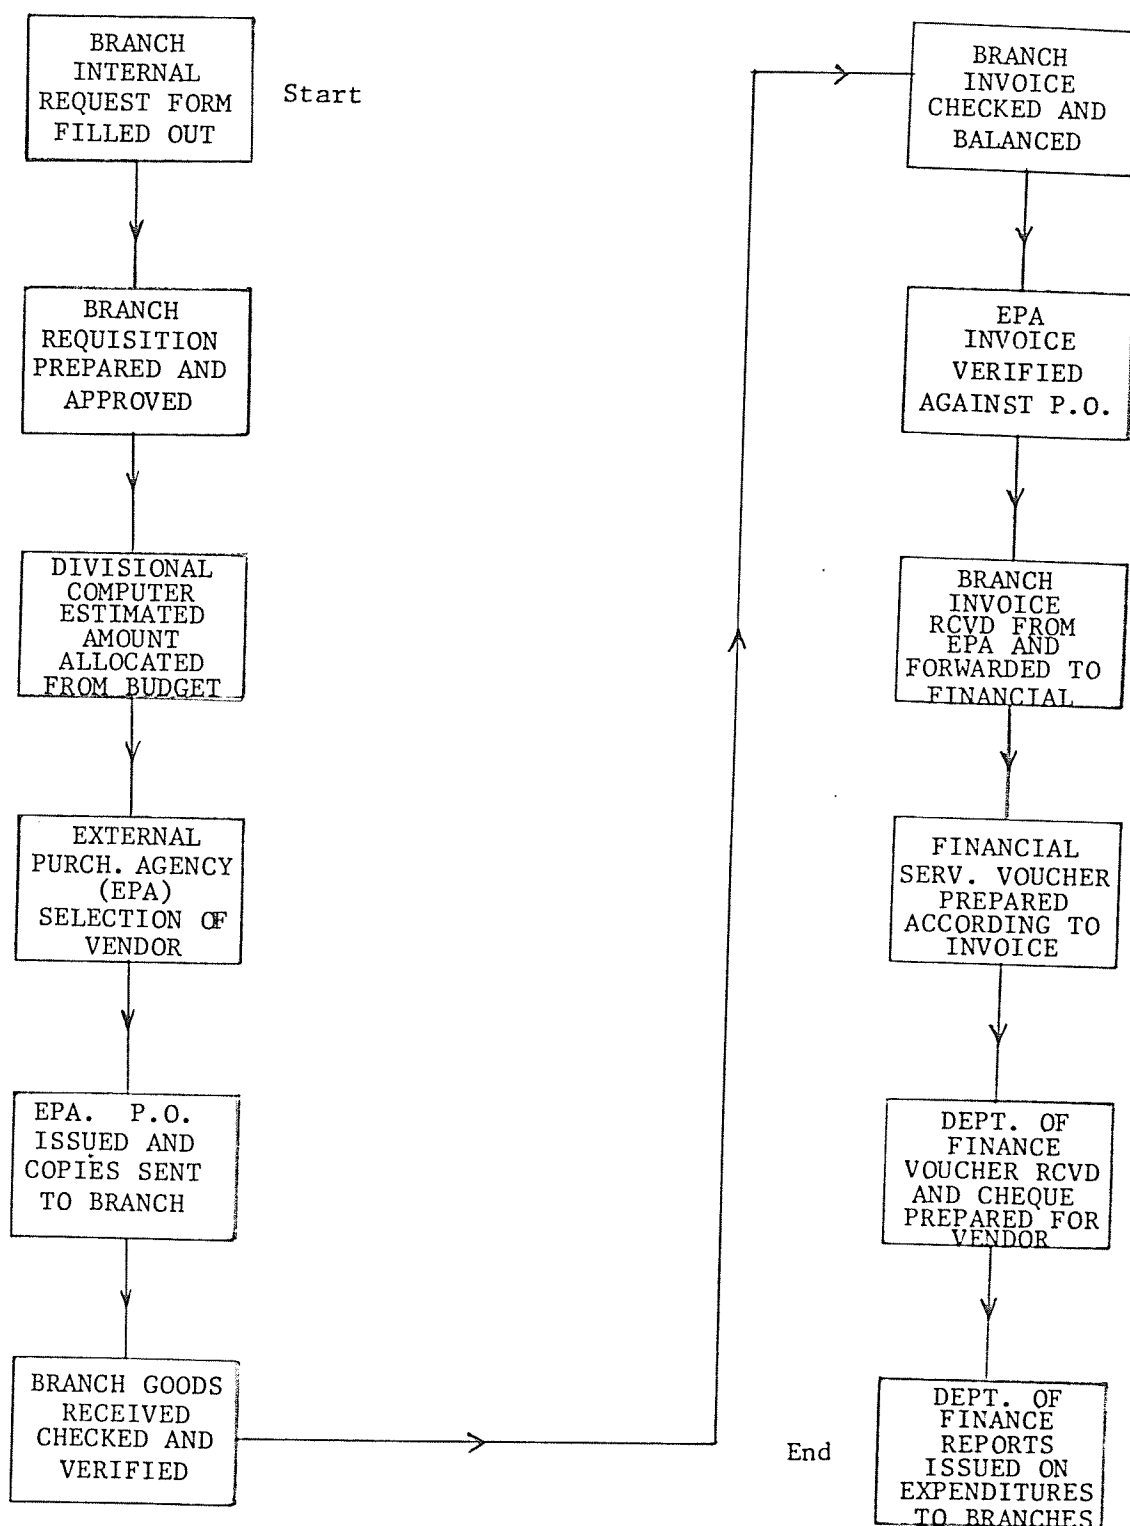 BRANCH
INTERNAL
REQUEST FORM
FILLED OUT
Start
BRANCH
REQUISITION
PREPARED AND
APPROVED
DIVISIONAL
COMPUTER
ESTIMATED
AMOUNT
ALLOCATED
FROM BUDGET
EXTERNAL
PURCH. AGENCY
(EPA)
SELECTION OF
VENDOR
EPA. P.O.
ISSUED AND
COPIES SENT
TO BRANCH
BRANCH GOODS
RECEIVED
CHECKED AND
VERIFIED
BRANCH
INVOICE
CHECKED AND
BALANCED
EPA
INVOICE
VERIFIED
AGAINST P.O.
BRANCH
INVOICE
RCVD FROM
EPA AND
FORWARDED TO
FINANCIAL
FINANCIAL
SERV. VOUCHER
PREPARED
ACCORDING TO
INVOICE
DEPT. OF
FINANCE
VOUCHER RCVD
AND CHEQUE
PREPARED FOR
VENDOR
End
DEPT. OF
FINANCE
REPORTS
ISSUED ON
EXPENDITURES
TO BRANCHES